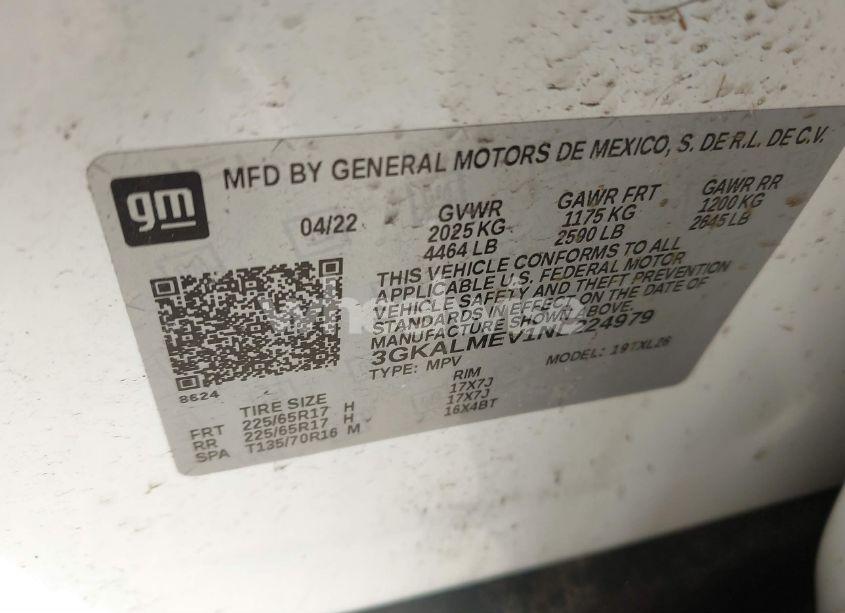 gm
MFD BY GENERAL MOTORS DE MEXICO, S. DE R.L. DE C.V.
04/22 GVWR GAWR FRT GAWR RR
2025 KG 1175 KG 1200 KG
4464 LB 2590 LB 2645 LB
THIS VEHICLE CONFORMS TO ALL
APPLICABLE U.S. FEDERAL MOTOR
VEHICLE SAFETY AND THEFT PREVENTION
STANDARDS IN EFFECT ON THE DATE OF
MANUFACTURE SHOWN ABOVE.
3GKALMEV1NL224979
TYPE: MPV MODEL: 19TXL26
8624
TIRE SIZE RIM
FRT 225/65R17 H 17X7J
RR 225/65R17 H 17X7J
SPA T135/70R16 M 16X4BT